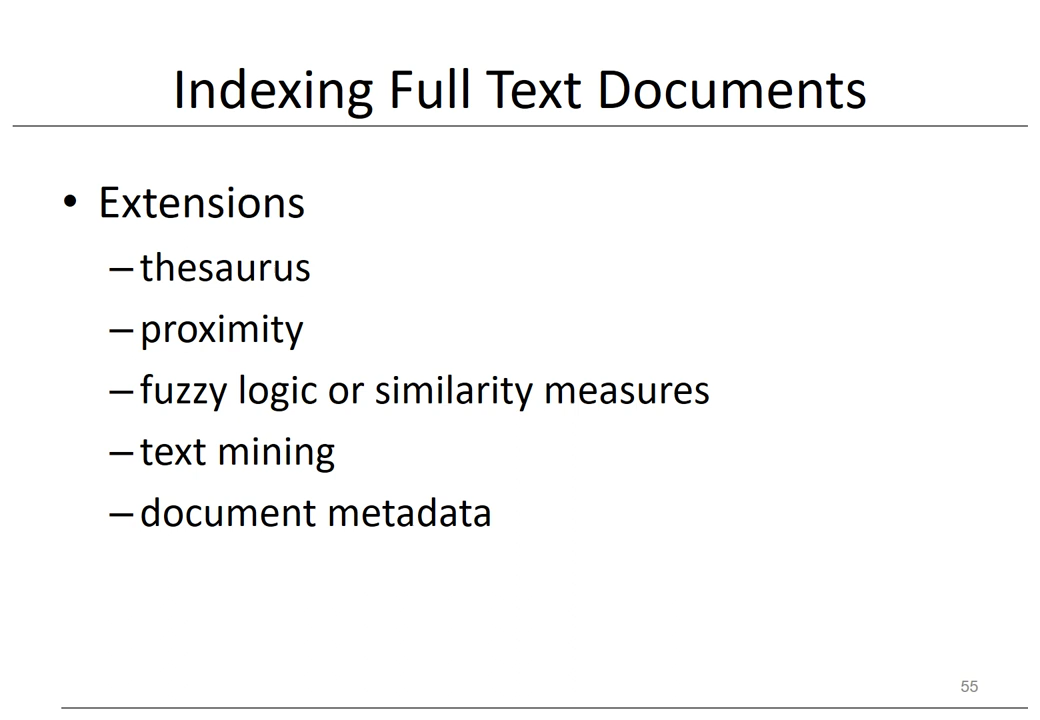 Indexing Full Text Documents
• Extensions
– thesaurus
– proximity
– fuzzy logic or similarity measures
– text mining
– document metadata
55